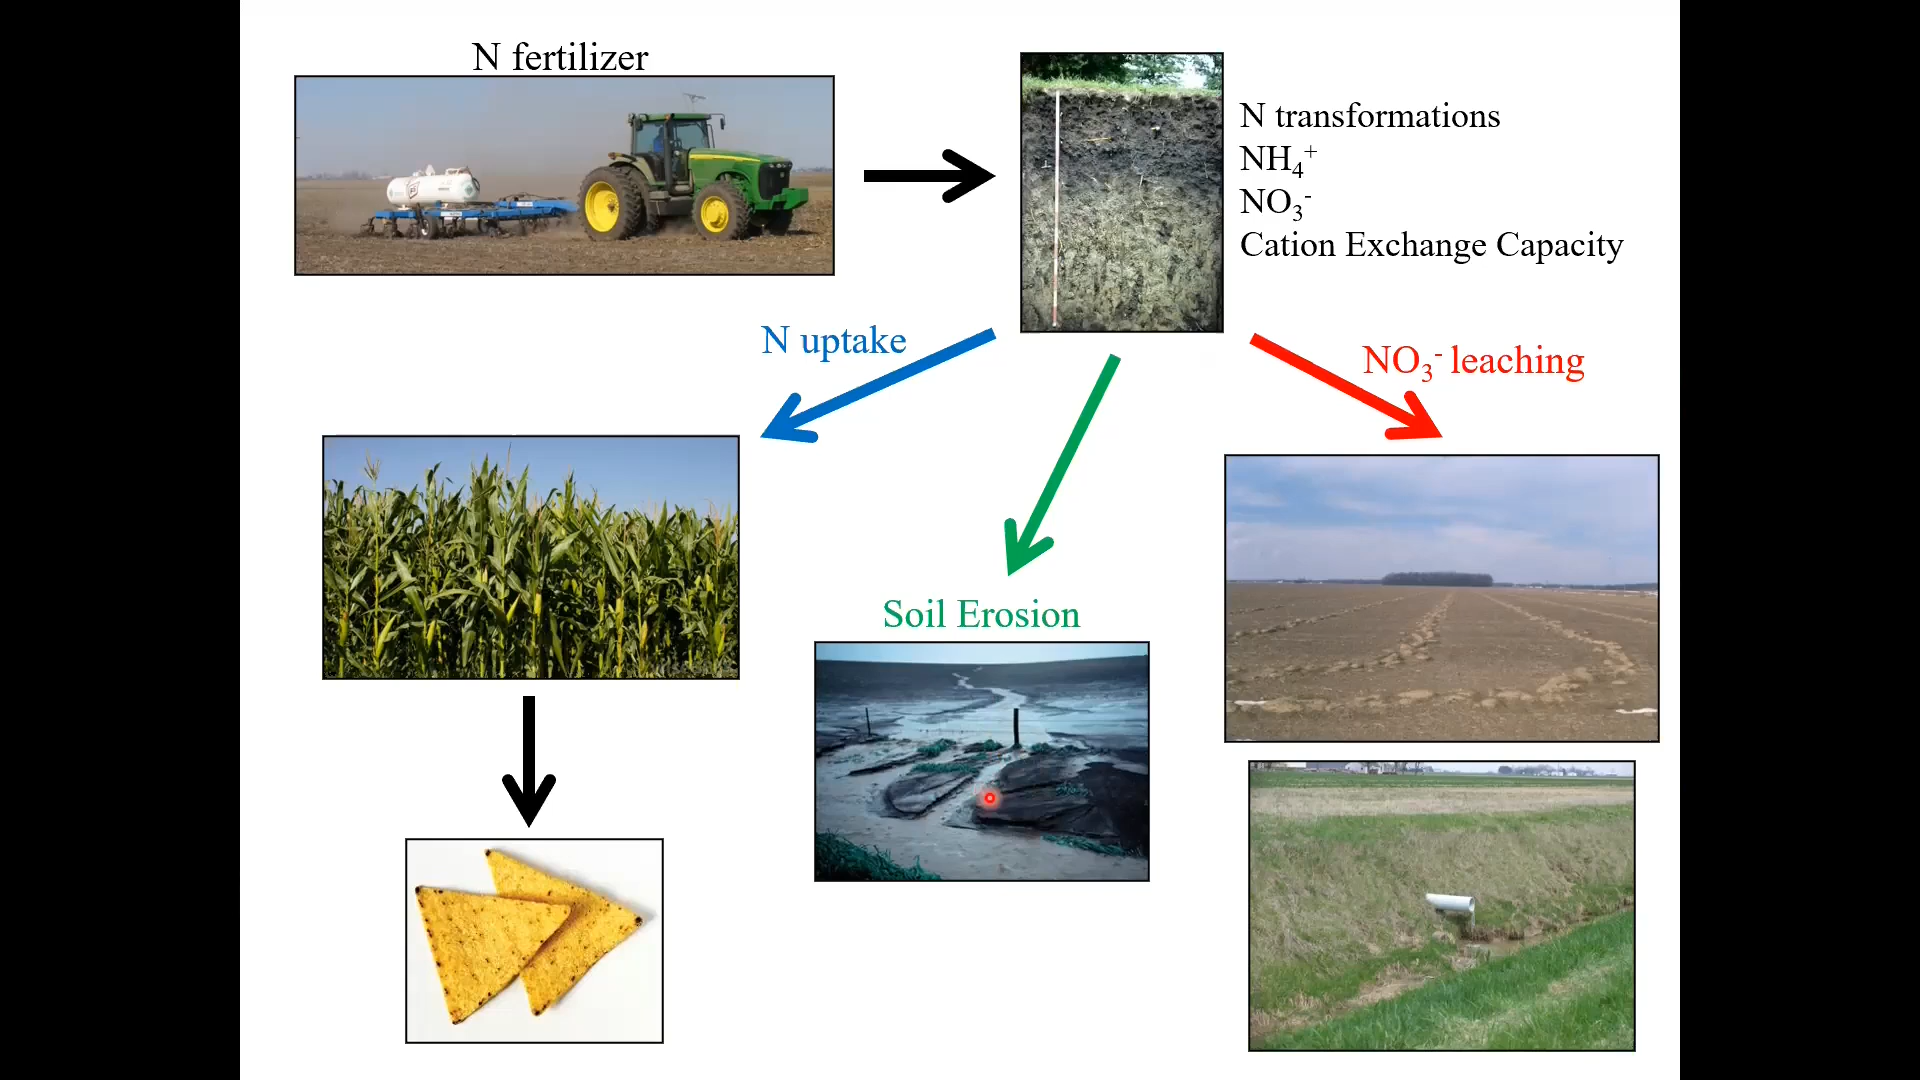 N fertilizer
N transformations
NH₄⁺
NO₃⁻
Cation Exchange Capacity
N uptake
NO₃⁻ leaching
Soil Erosion